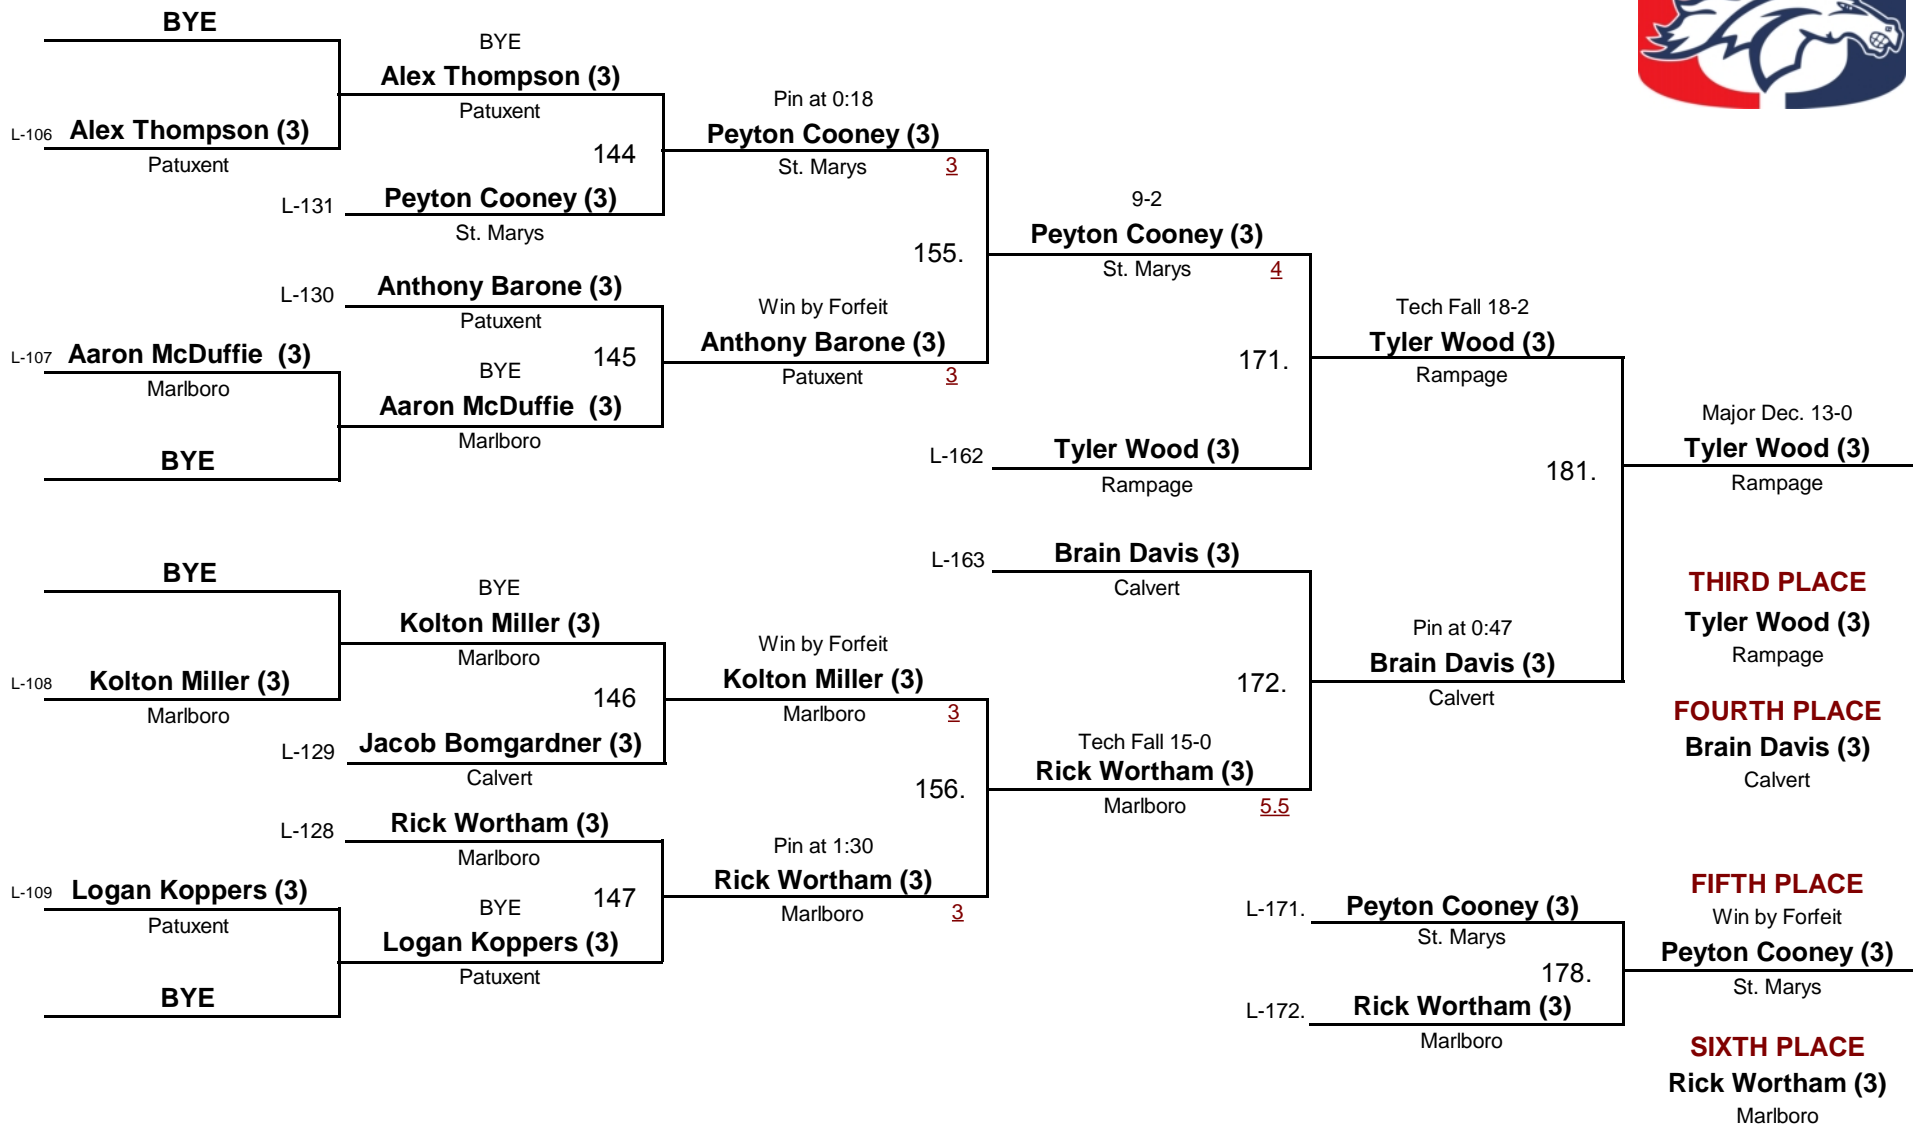 BYE
BYE
Alex Thompson (3)
Patuxent
L-106 Alex Thompson (3)
Patuxent
144
L-131 Peyton Cooney (3)
St. Marys
Pin at 0:18
Peyton Cooney (3)
St. Marys 3
155.
L-130 Anthony Barone (3)
Patuxent
L-107 Aaron McDuffie (3)
Marlboro
145
BYE
Aaron McDuffie (3)
Marlboro
BYE
Win by Forfeit
Anthony Barone (3)
Patuxent 3
9-2
Peyton Cooney (3)
St. Marys 4
171.
L-162 Tyler Wood (3)
Rampage
Tech Fall 18-2
Tyler Wood (3)
Rampage
181.
Major Dec. 13-0
Tyler Wood (3)
Rampage
BYE
BYE
Kolton Miller (3)
Marlboro
L-108 Kolton Miller (3)
Marlboro
146
L-129 Jacob Bomgardner (3)
Calvert
Win by Forfeit
Kolton Miller (3)
Marlboro 3
156.
L-128 Rick Wortham (3)
Marlboro
L-109 Logan Koppers (3)
Patuxent
147
BYE
Logan Koppers (3)
Patuxent
BYE
Pin at 1:30
Rick Wortham (3)
Marlboro 3
L-163 Brain Davis (3)
Calvert
172.
Tech Fall 15-0
Rick Wortham (3)
Marlboro 5.5
Pin at 0:47
Brain Davis (3)
Calvert
THIRD PLACE
Tyler Wood (3)
Rampage
FOURTH PLACE
Brain Davis (3)
Calvert
L-171. Peyton Cooney (3)
St. Marys
178.
L-172. Rick Wortham (3)
Marlboro
FIFTH PLACE
Win by Forfeit
Peyton Cooney (3)
St. Marys
SIXTH PLACE
Rick Wortham (3)
Marlboro